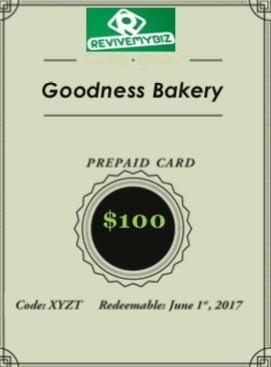 REVIVEMYBIZ
Goodness Bakery
PREPAID CARD
$100
Code: XYZT Redeemable: June 1st, 2017